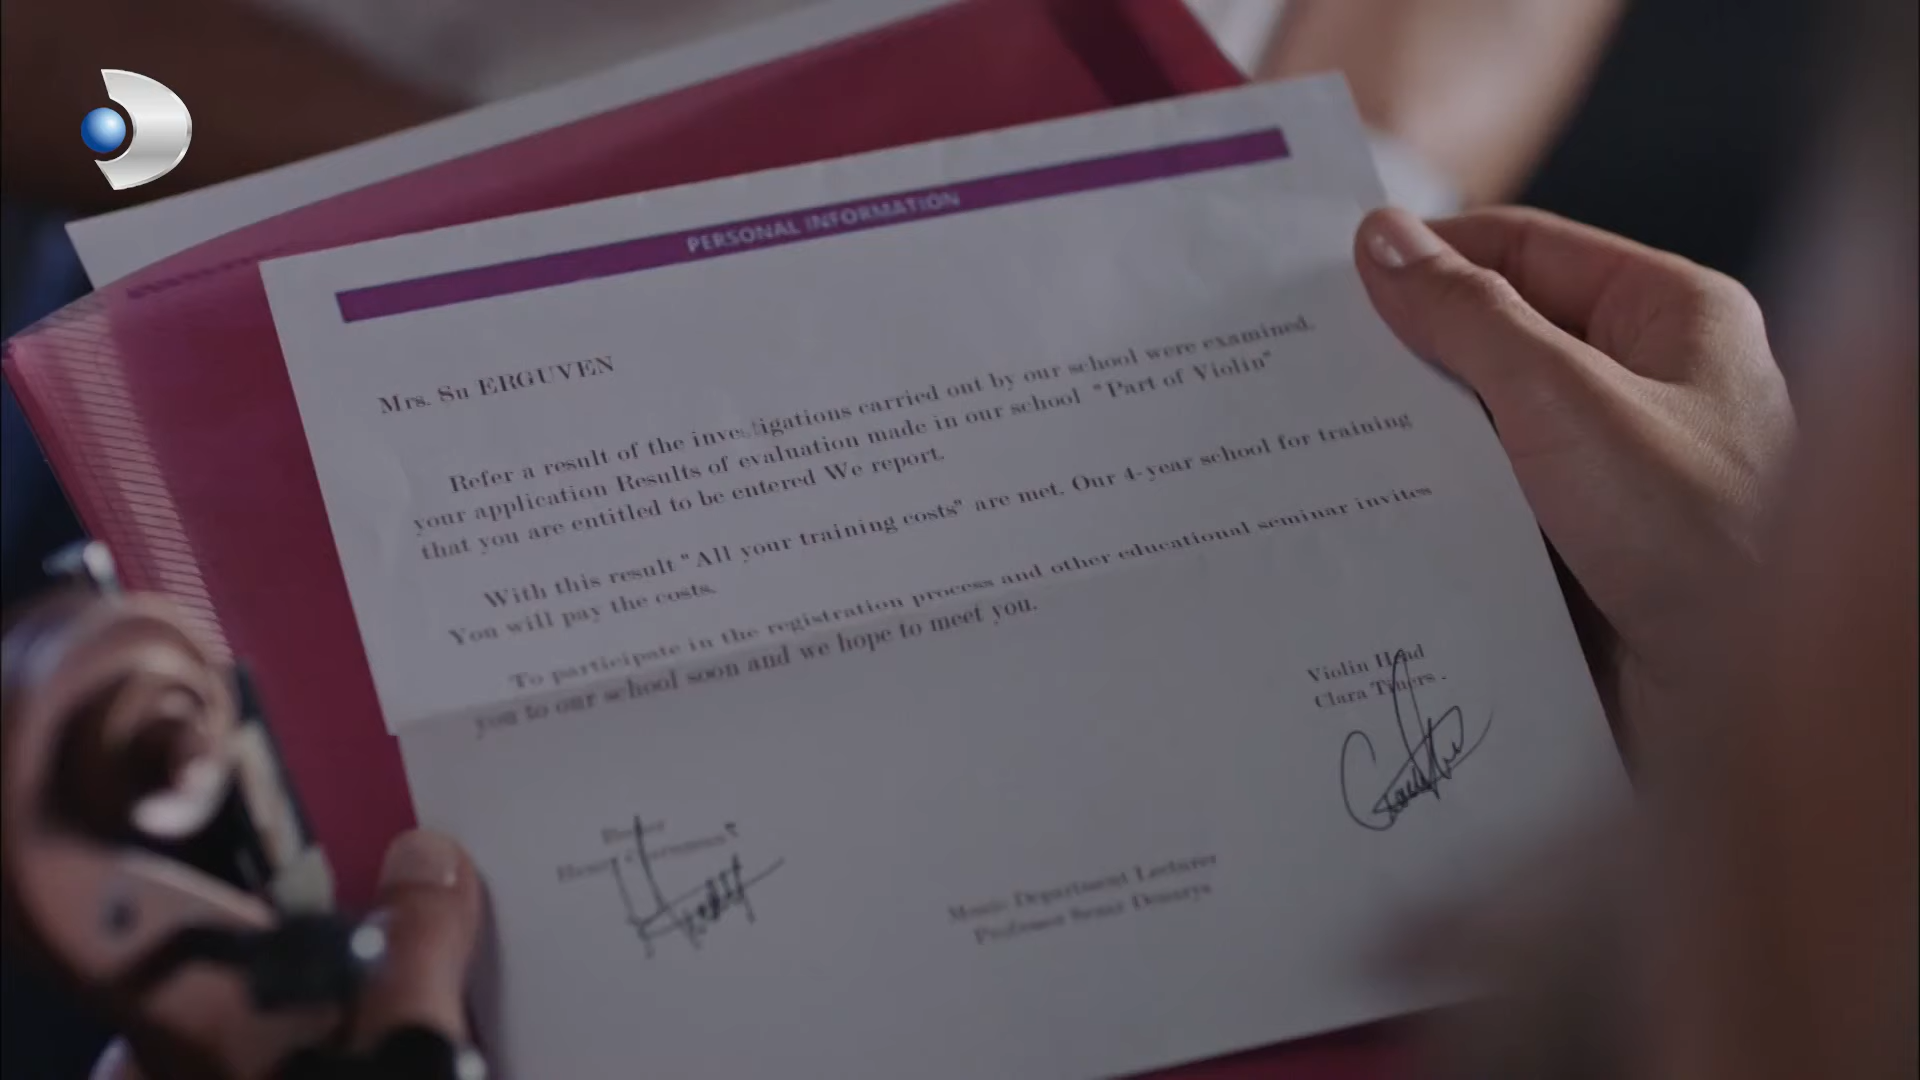 PERSONAL INFORMATION
Mrs. Su ERGUVEN
Refer a result of the investigations carried out by our school were examined.
your application Results of evaluation made in our school "Part of Violin"
that you are entitled to be entered We report.
With this result "All your training costs" are met. Our 4-year school for training
You will pay the costs.
To participate in the registration process and other educational seminar invites
you to our school soon and we hope to meet you.
Violin Head
Clara
Music Department Lecturer
Professor